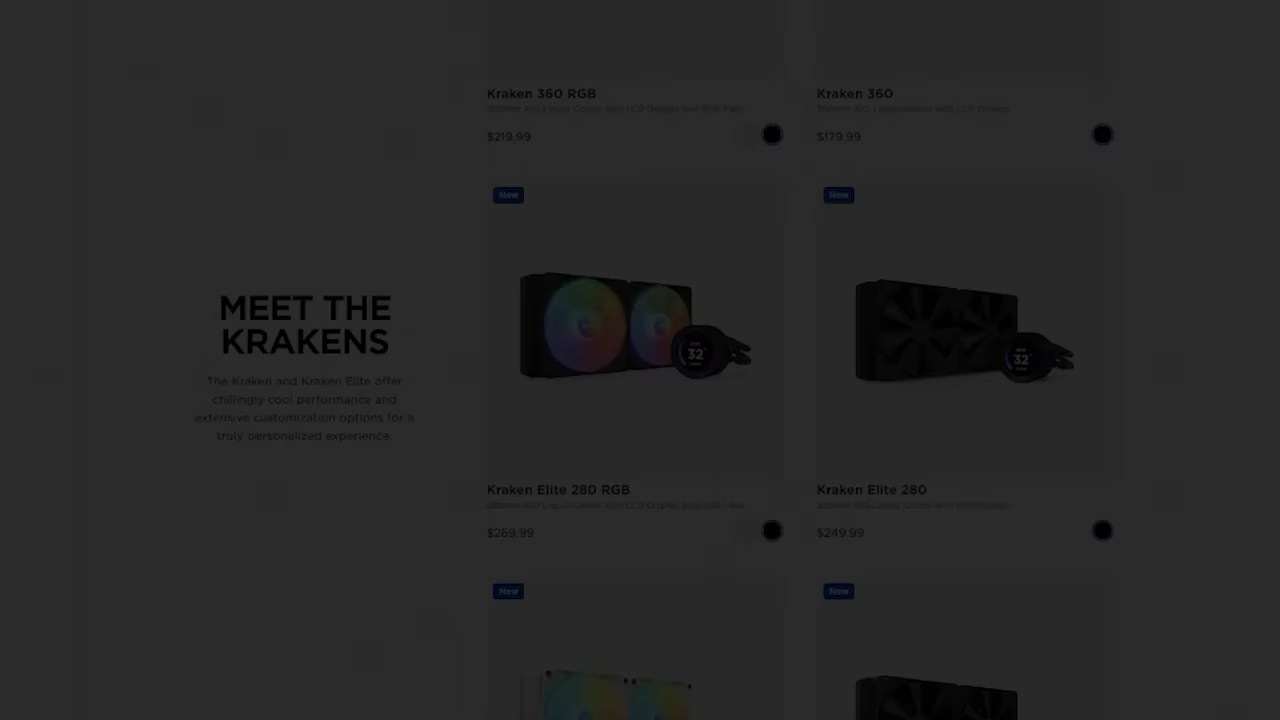 Kraken 360 RGB
Kraken 360
$219.99
$179.99
New
New
MEET THE
KRAKENS
The Kraken and Kraken Elite offer
chillingly cool performance and
extensive customization options for a
truly personalized experience.
32°
32°
Kraken Elite 280 RGB
Kraken Elite 280
$269.99
$249.99
New
New